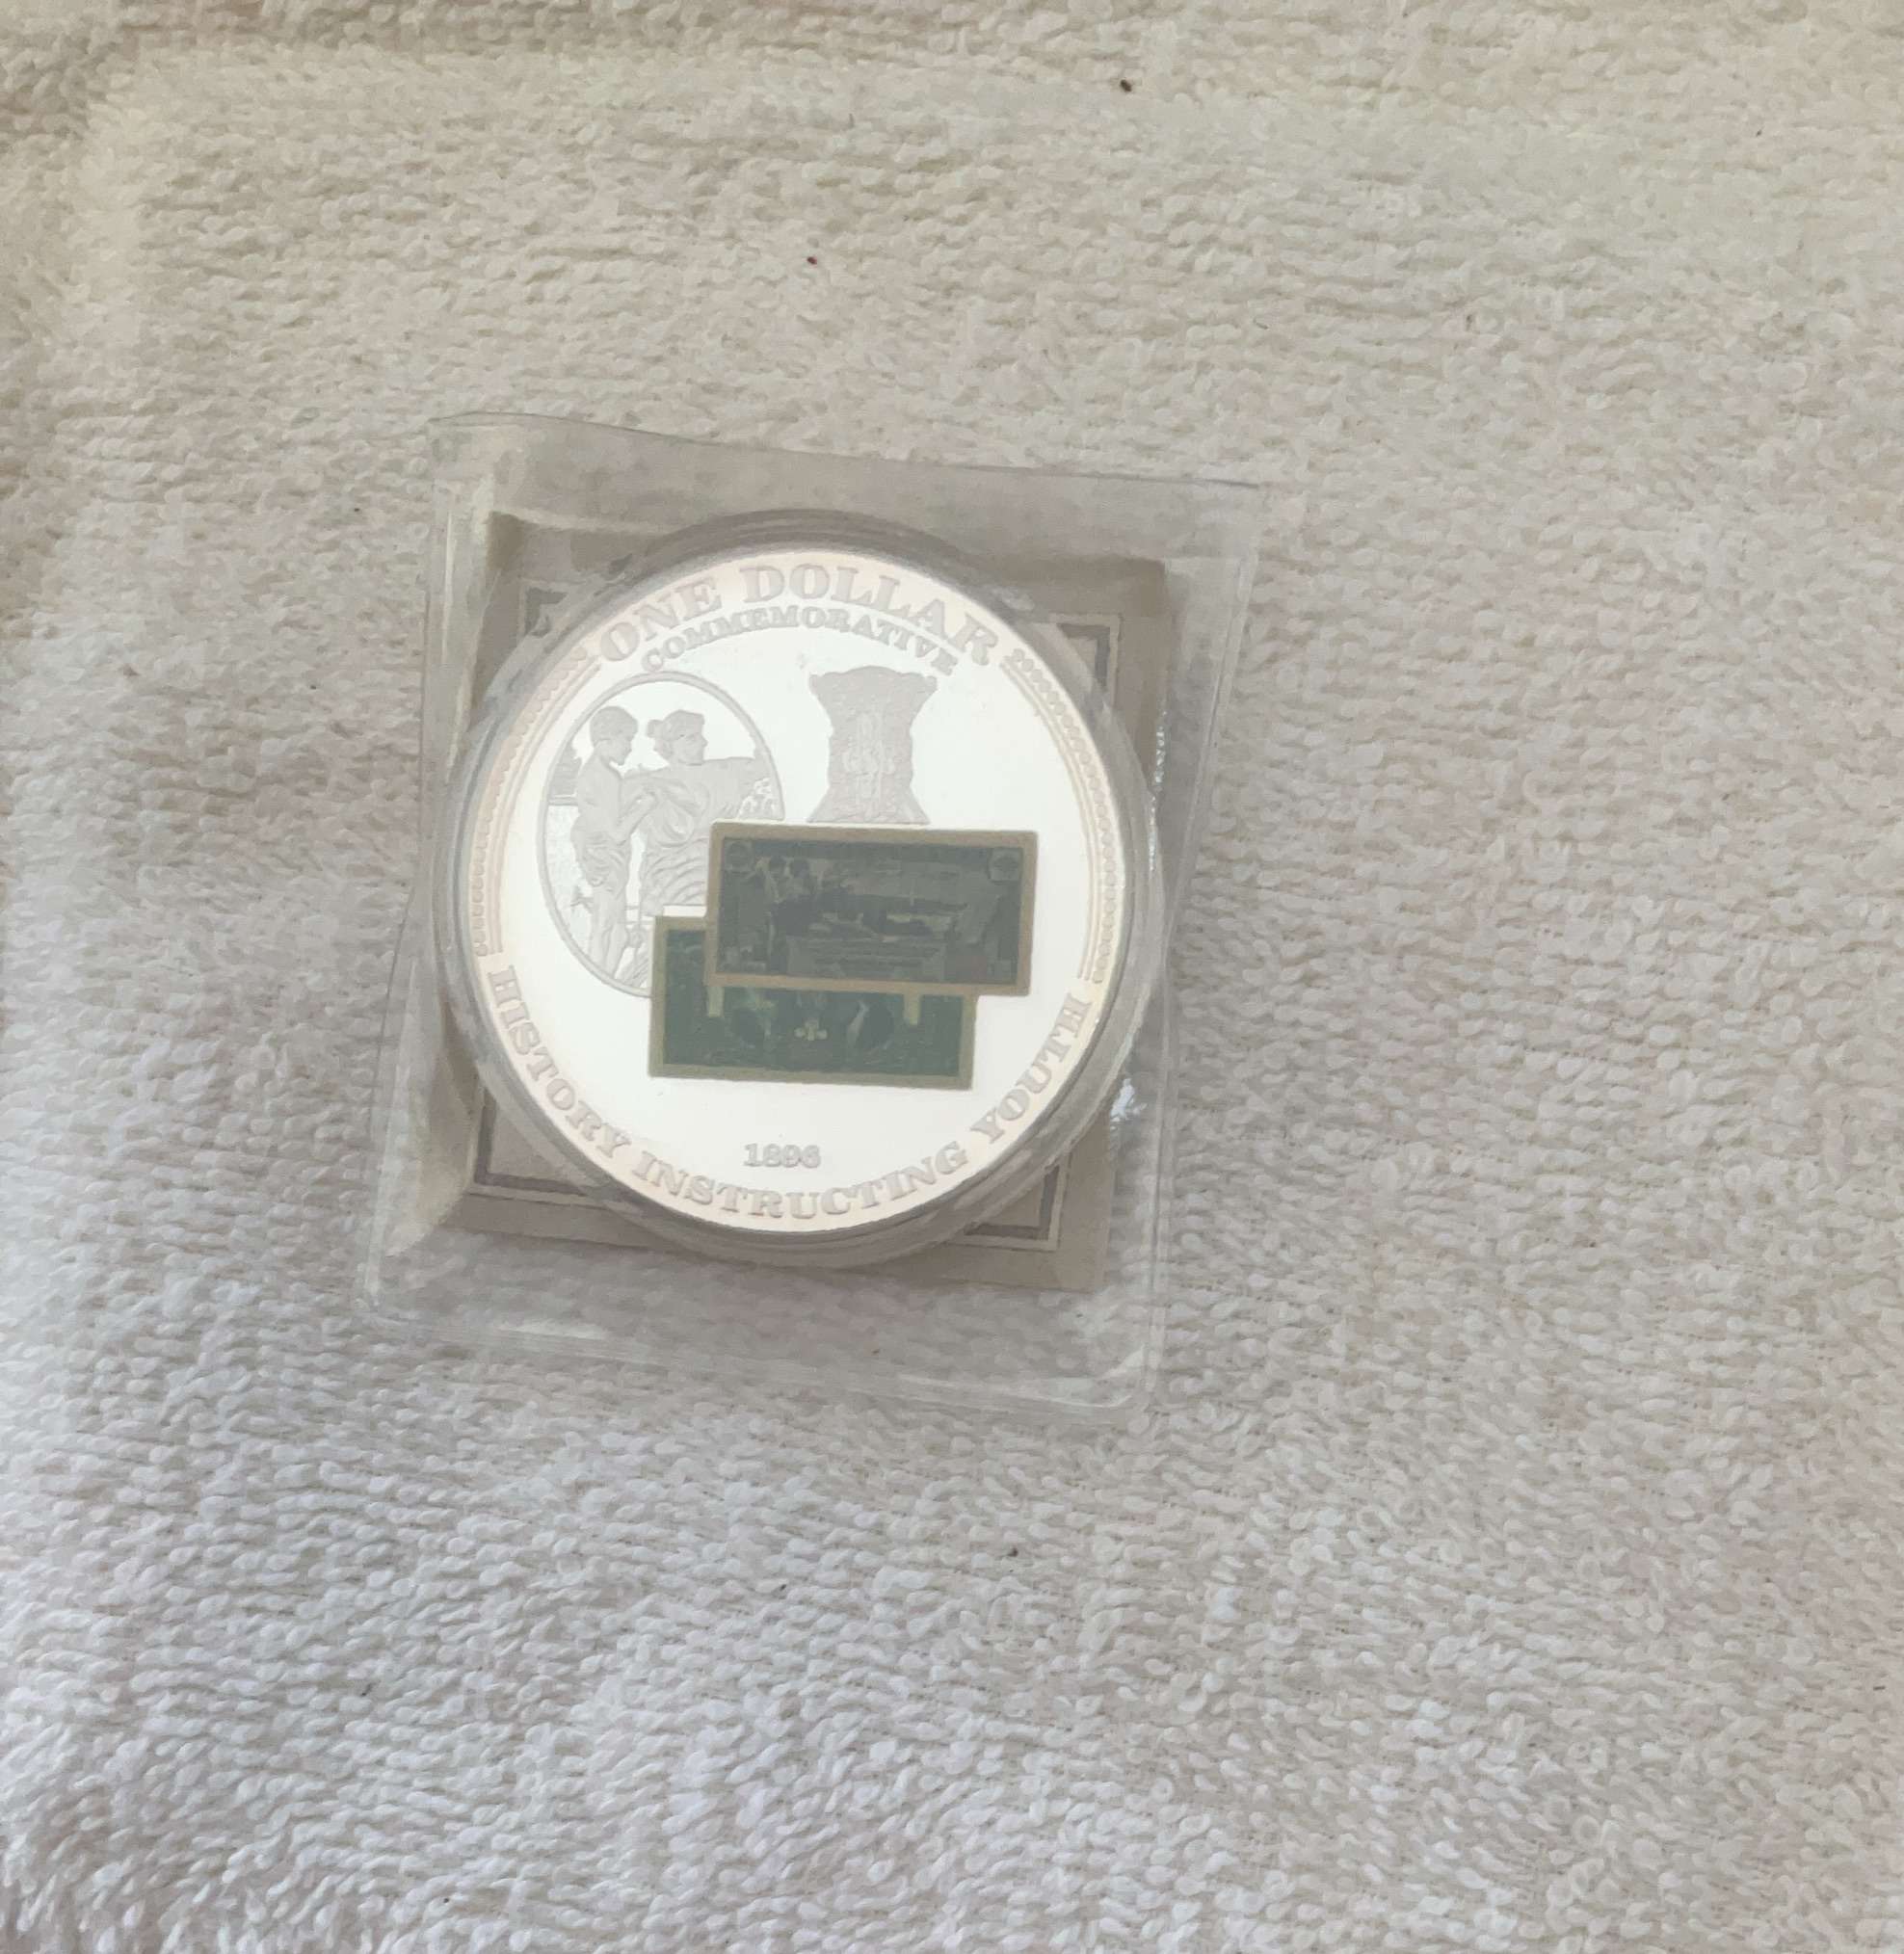 ONE DOLLAR
COMMEMORATIVE
1896
HISTORY INSTRUCTING YOUTH